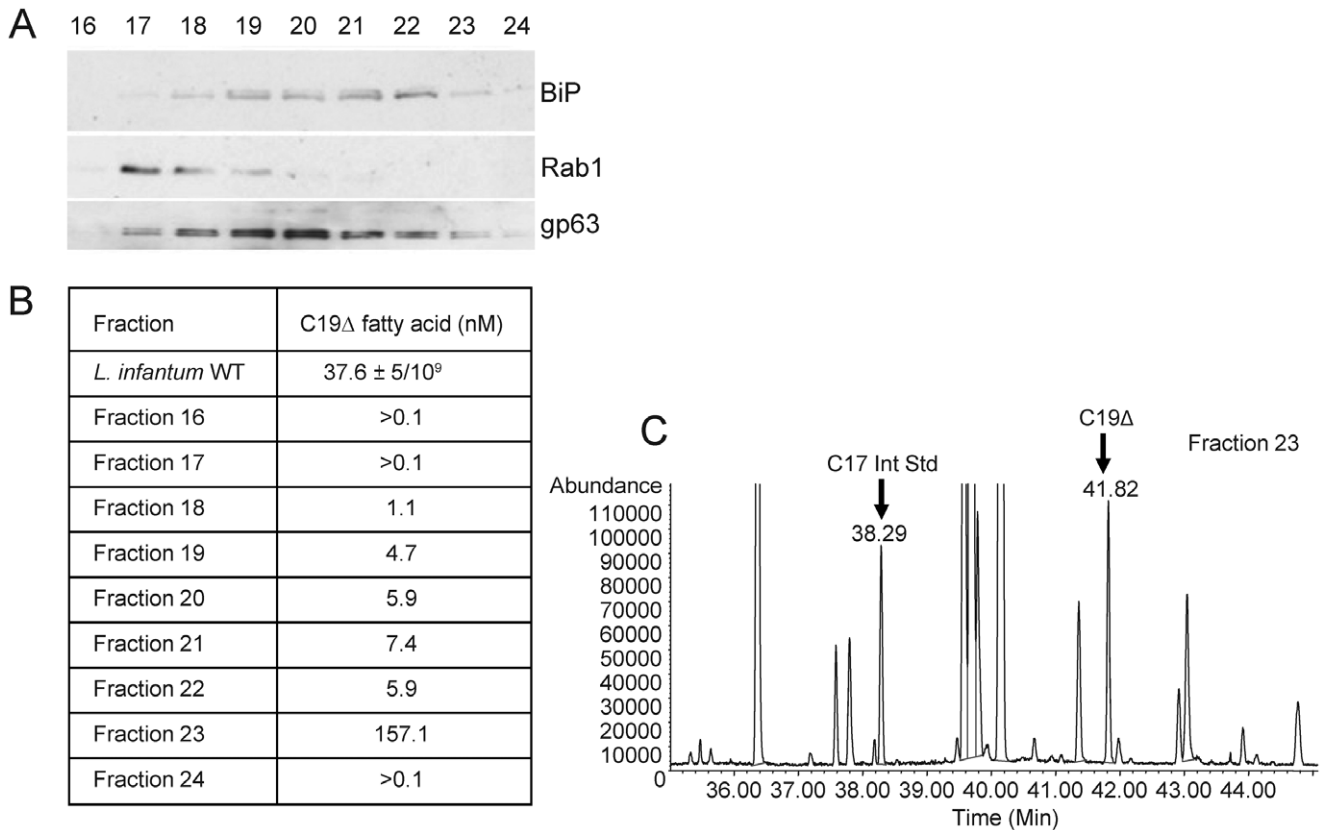 A
16 17 18 19 20 21 22 23 24
BiP
Rab1
gp63
B
Fraction C19Δ fatty acid (nM)
L. infantum WT 37.6 ± 5/10⁹
Fraction 16 >0.1
Fraction 17 >0.1
Fraction 18 1.1
Fraction 19 4.7
Fraction 20 5.9
Fraction 21 7.4
Fraction 22 5.9
Fraction 23 157.1
Fraction 24 >0.1
C
C19Δ
Fraction 23
C17 Int Std
Abundance
41.82
38.29
110000
100000
90000
80000
70000
60000
50000
40000
30000
20000
10000
0
36.00 37.00 38.00 39.00 40.00 41.00 42.00 43.00 44.00
Time (Min)